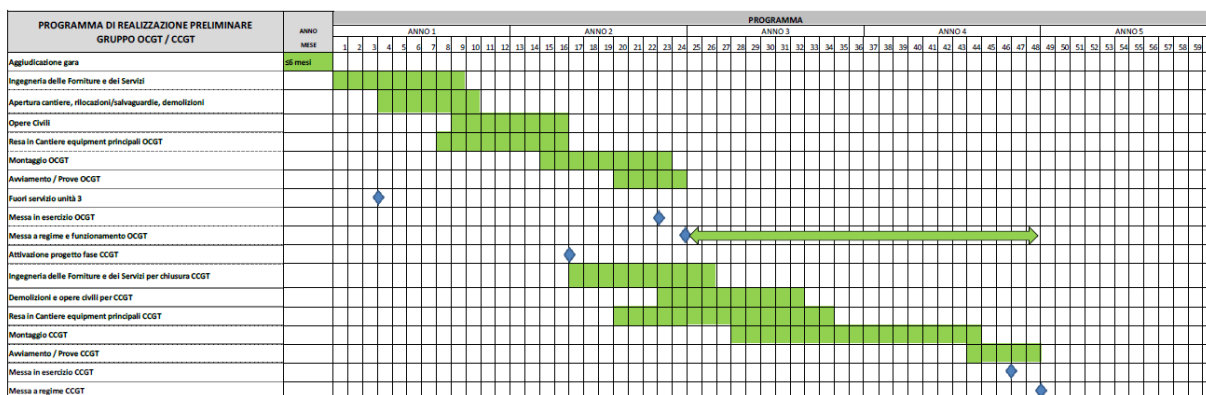 PROGRAMMA DI REALIZZAZIONE PRELIMINARE
GRUPPO OCGT / CCGT
ANNO
MESE
PROGRAMMA
ANNO 1 ANNO 2 ANNO 3 ANNO 4 ANNO 5
1 2 3 4 5 6 7 8 9 10 11 12 13 14 15 16 17 18 19 20 21 22 23 24 25 26 27 28 29 30 31 32 33 34 35 36 37 38 39 40 41 42 43 44 45 46 47 48 49 50 51 52 53 54 55 56 57 58 59
Aggiudicazione gara ≤6 mesi
Ingegneria delle Forniture e dei Servizi
Apertura cantiere, rilocazioni/salvaguardie, demolizioni
Opere Civili
Resa in Cantiere equipment principali OCGT
Montaggio OCGT
Avviamento / Prove OCGT
Fuori servizio unità 3
Messa in esercizio OCGT
Messa a regime e funzionamento OCGT
Attivazione progetto fase CCGT
Ingegneria delle Forniture e dei Servizi per chiusura CCGT
Demolizioni e opere civili per CCGT
Resa in Cantiere equipment principali CCGT
Montaggio CCGT
Avviamento / Prove CCGT
Messa in esercizio CCGT
Messa a regime CCGT